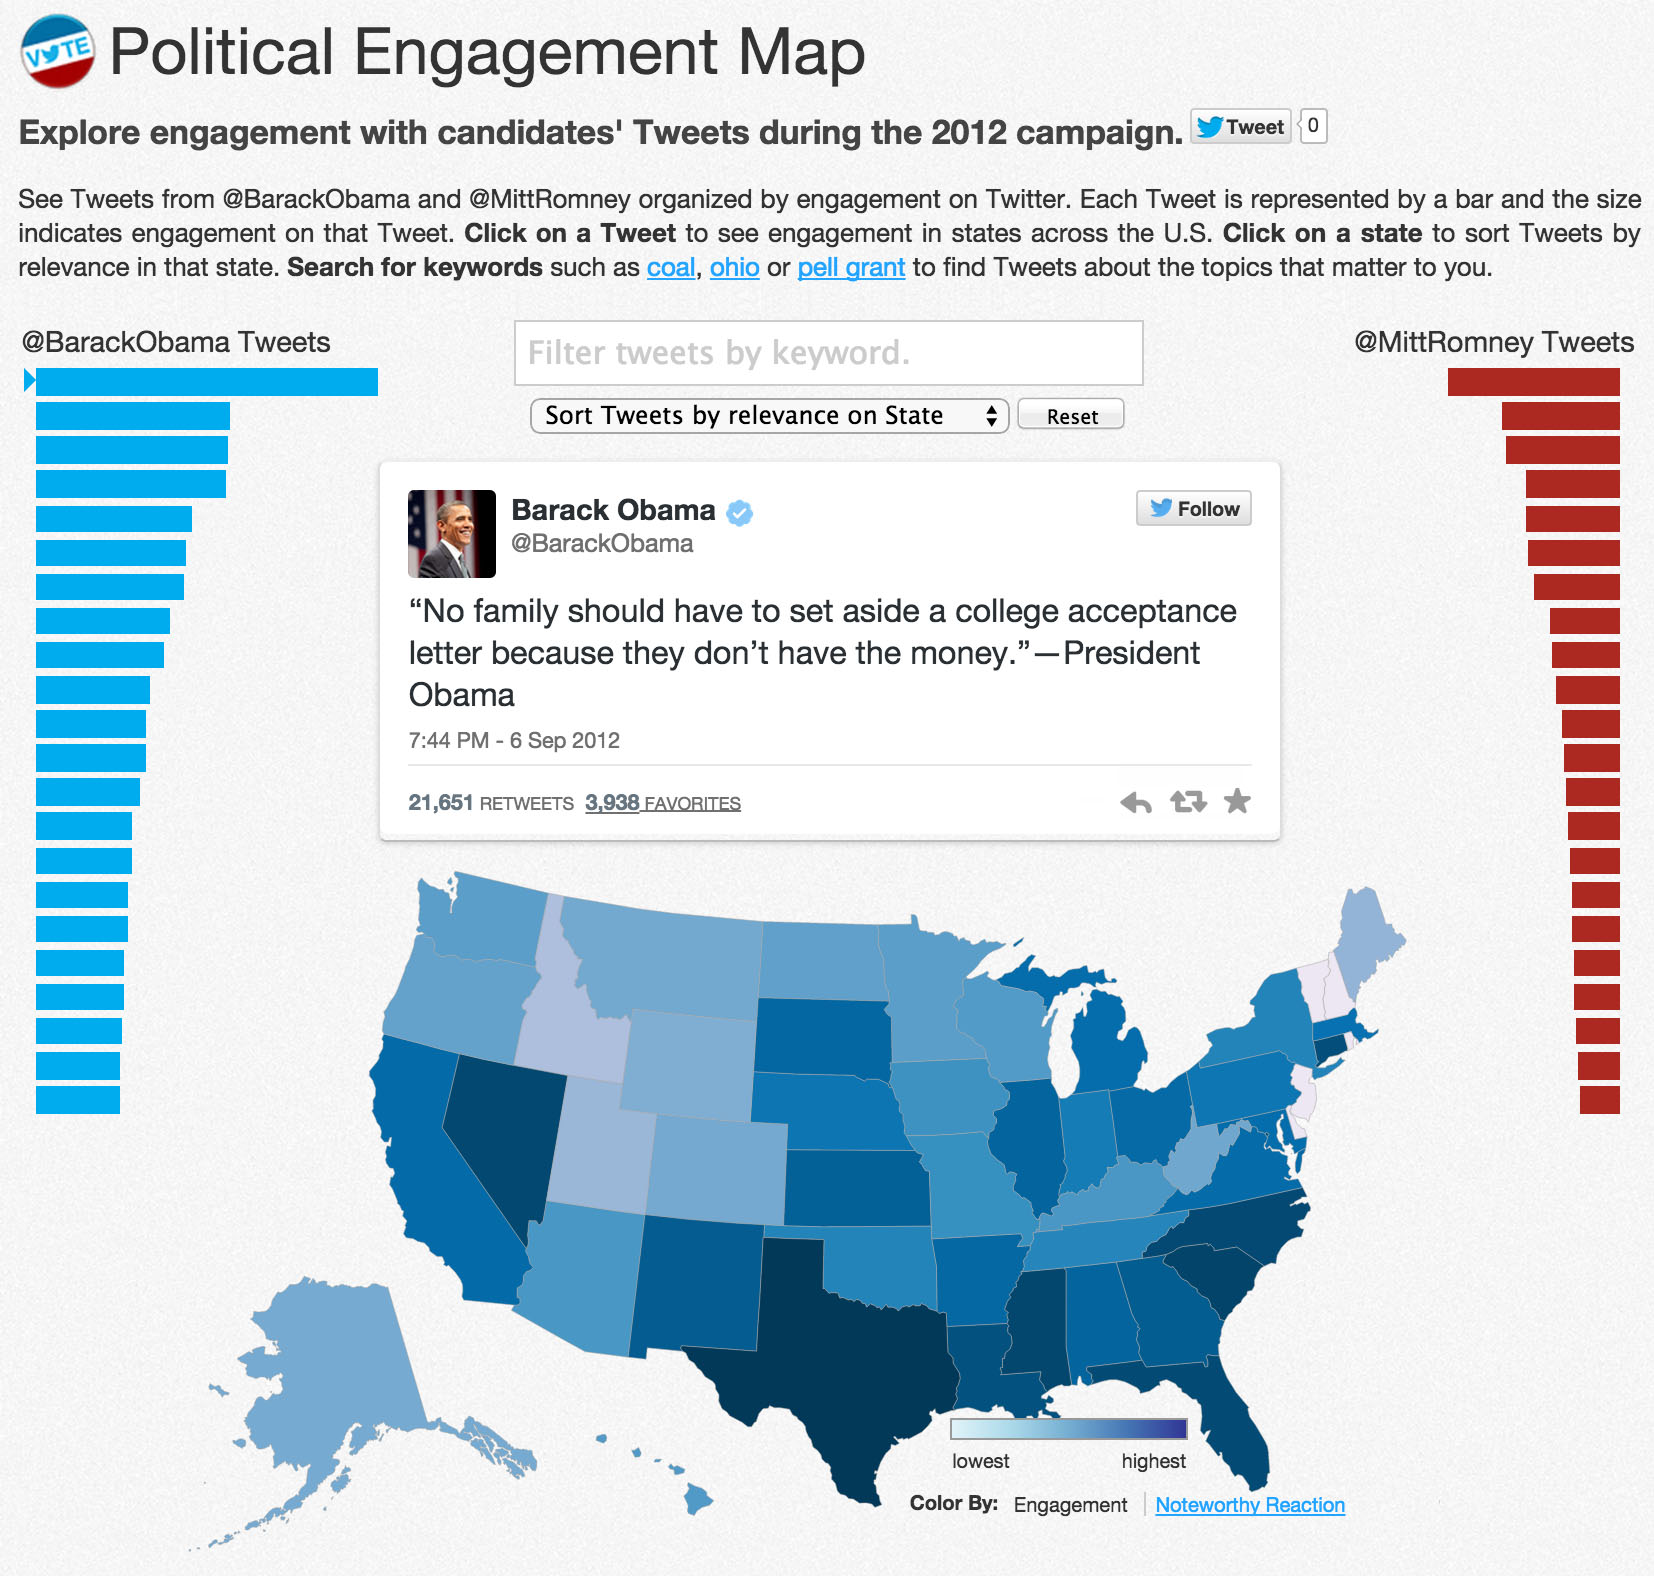 VOTE
Political Engagement Map
Explore engagement with candidates' Tweets during the 2012 campaign.
Tweet
0
See Tweets from @BarackObama and @MittRomney organized by engagement on Twitter. Each Tweet is represented by a bar and the size
indicates engagement on that Tweet. Click on a Tweet to see engagement in states across the U.S. Click on a state to sort Tweets by
relevance in that state. Search for keywords such as coal, ohio or pell grant to find Tweets about the topics that matter to you.
@BarackObama Tweets
Filter tweets by keyword.
@MittRomney Tweets
Sort Tweets by relevance on State
Reset
Barack Obama
Follow
@BarackObama
“No family should have to set aside a college acceptance
letter because they don’t have the money.”—President
Obama
7:44 PM - 6 Sep 2012
21,651 RETWEETS 3,938 FAVORITES
lowest highest
Color By: Engagement Noteworthy Reaction